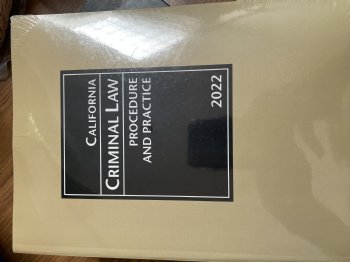 CALIFORNIA
CRIMINAL LAW
PROCEDURE
AND PRACTICE
2022